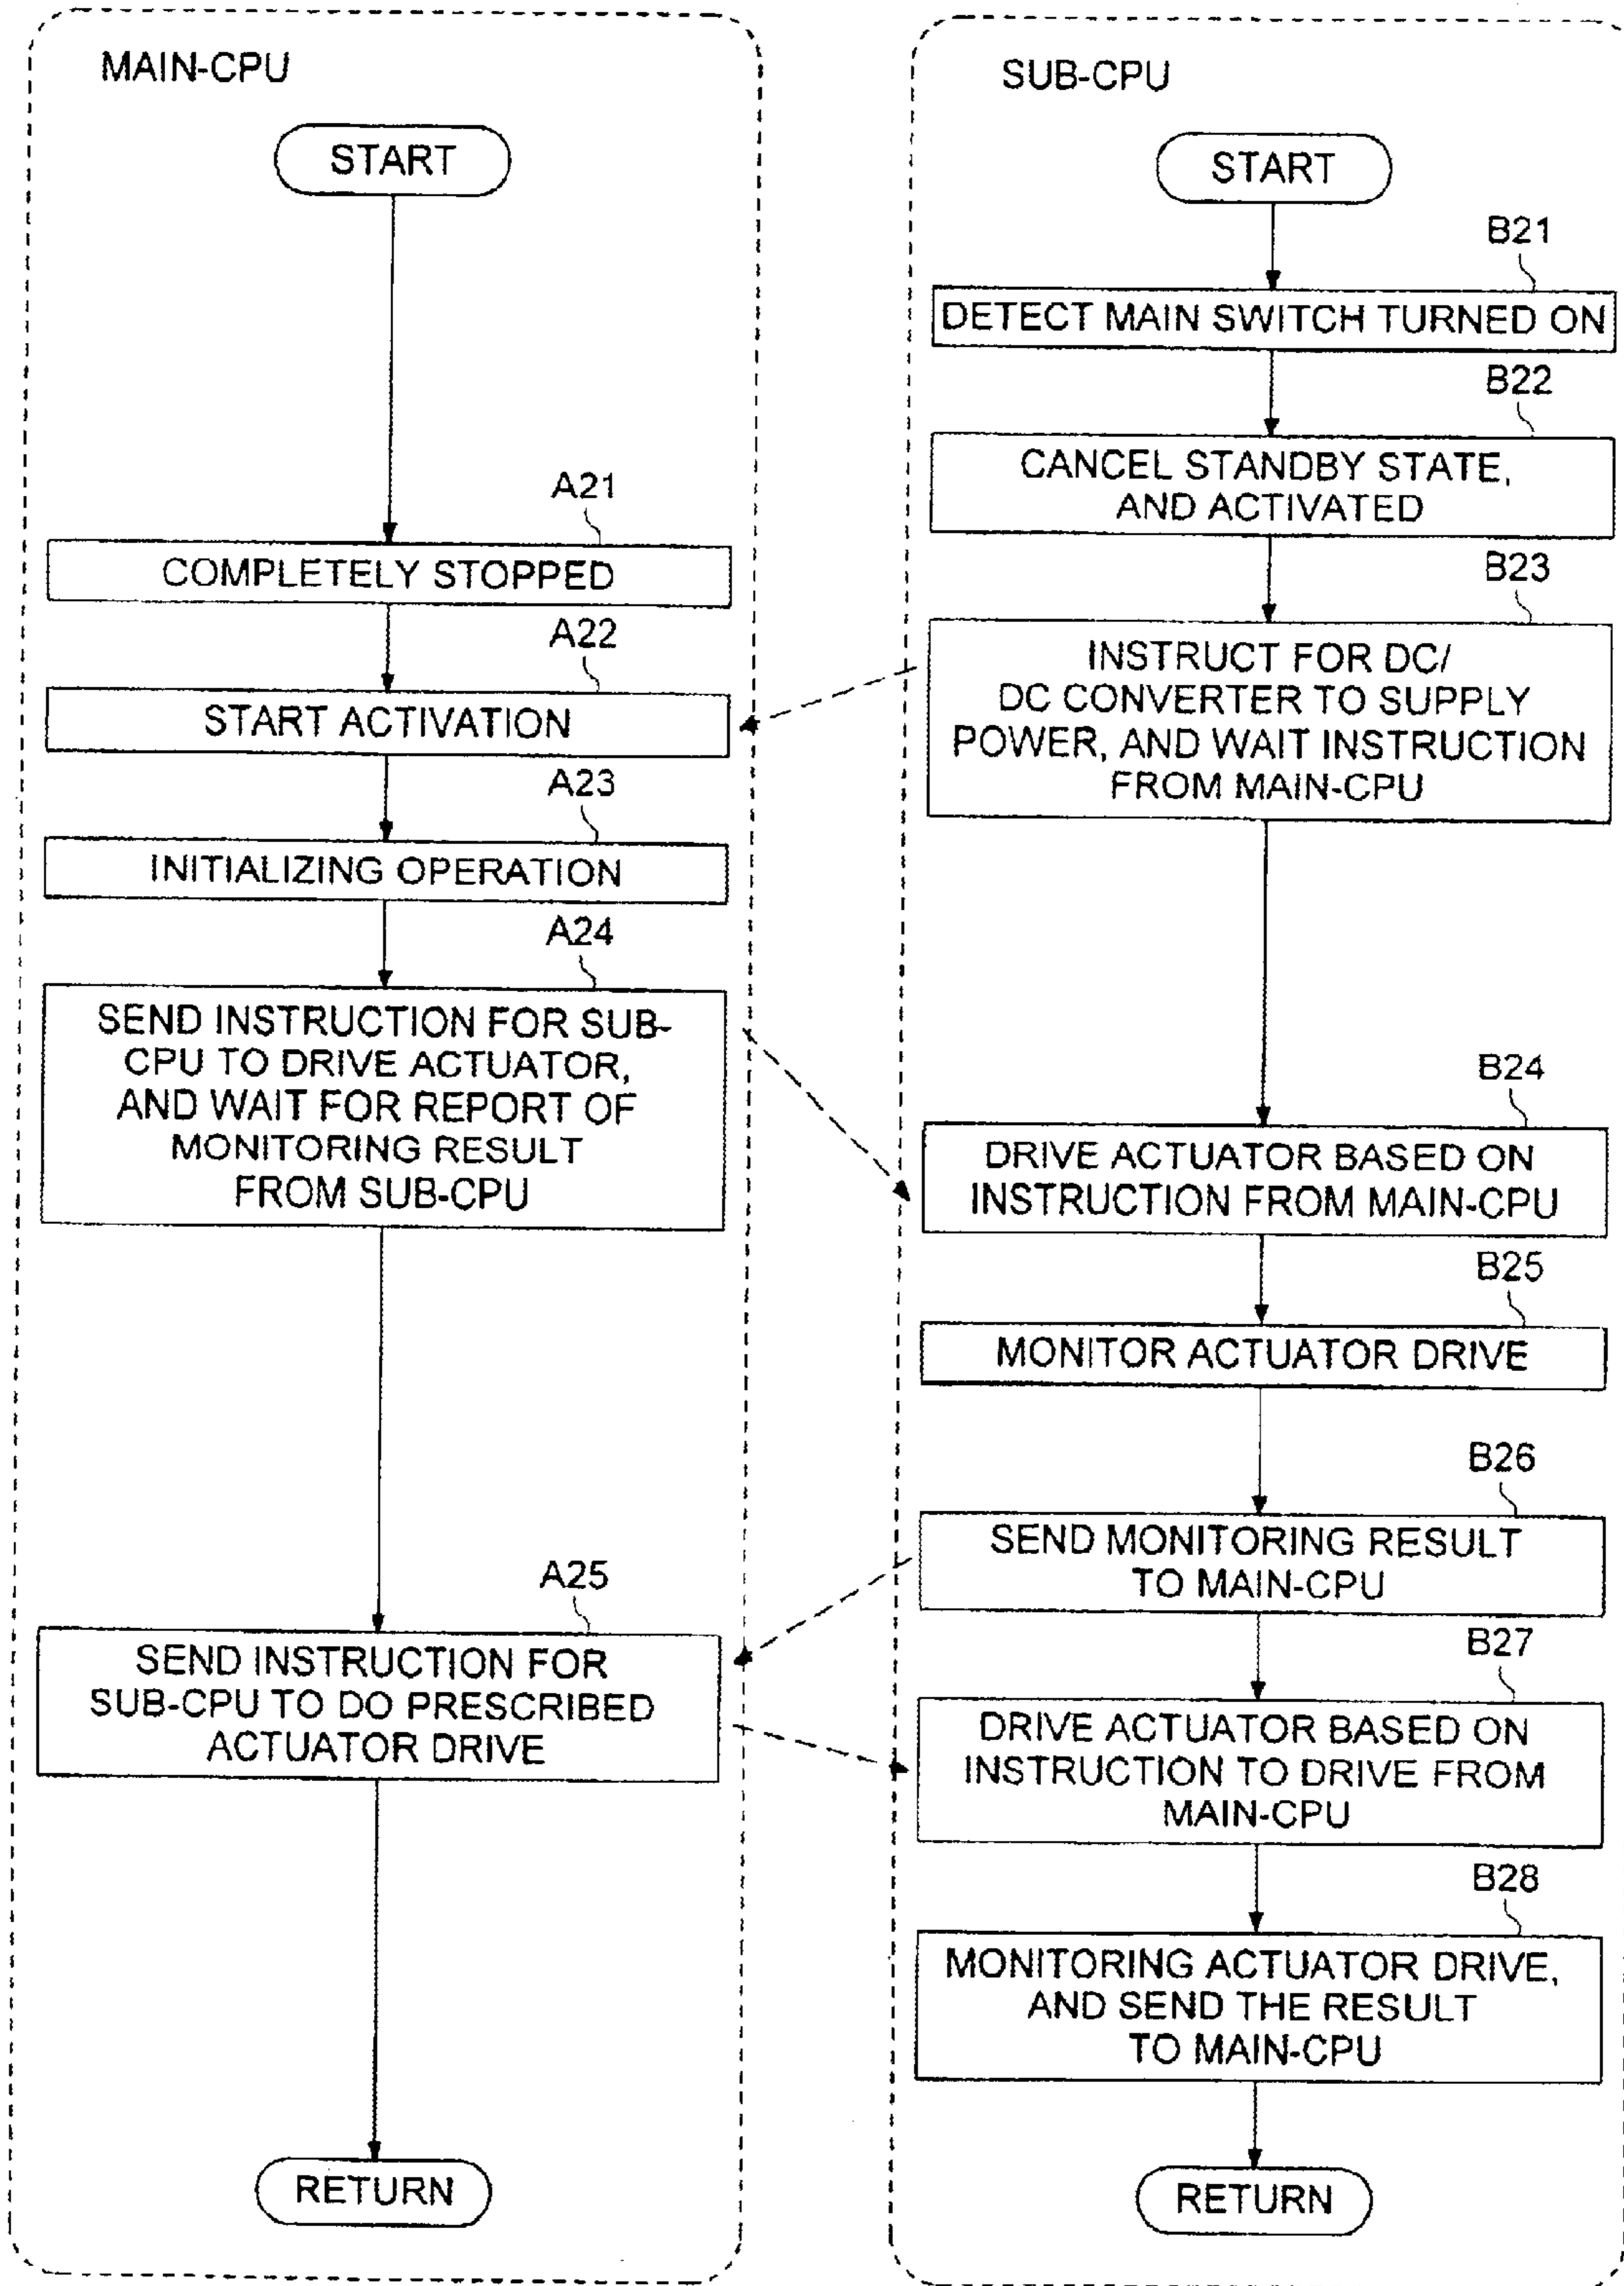 MAIN-CPU
START
A21
COMPLETELY STOPPED
A22
START ACTIVATION
A23
INITIALIZING OPERATION
A24
SEND INSTRUCTION FOR SUB-
CPU TO DRIVE ACTUATOR,
AND WAIT FOR REPORT OF
MONITORING RESULT
FROM SUB-CPU
A25
SEND INSTRUCTION FOR
SUB-CPU TO DO PRESCRIBED
ACTUATOR DRIVE
RETURN
SUB-CPU
START
B21
DETECT MAIN SWITCH TURNED ON
B22
CANCEL STANDBY STATE,
AND ACTIVATED
B23
INSTRUCT FOR DC/
DC CONVERTER TO SUPPLY
POWER, AND WAIT INSTRUCTION
FROM MAIN-CPU
B24
DRIVE ACTUATOR BASED ON
INSTRUCTION FROM MAIN-CPU
B25
MONITOR ACTUATOR DRIVE
B26
SEND MONITORING RESULT
TO MAIN-CPU
B27
DRIVE ACTUATOR BASED ON
INSTRUCTION TO DRIVE FROM
MAIN-CPU
B28
MONITORING ACTUATOR DRIVE,
AND SEND THE RESULT
TO MAIN-CPU
RETURN